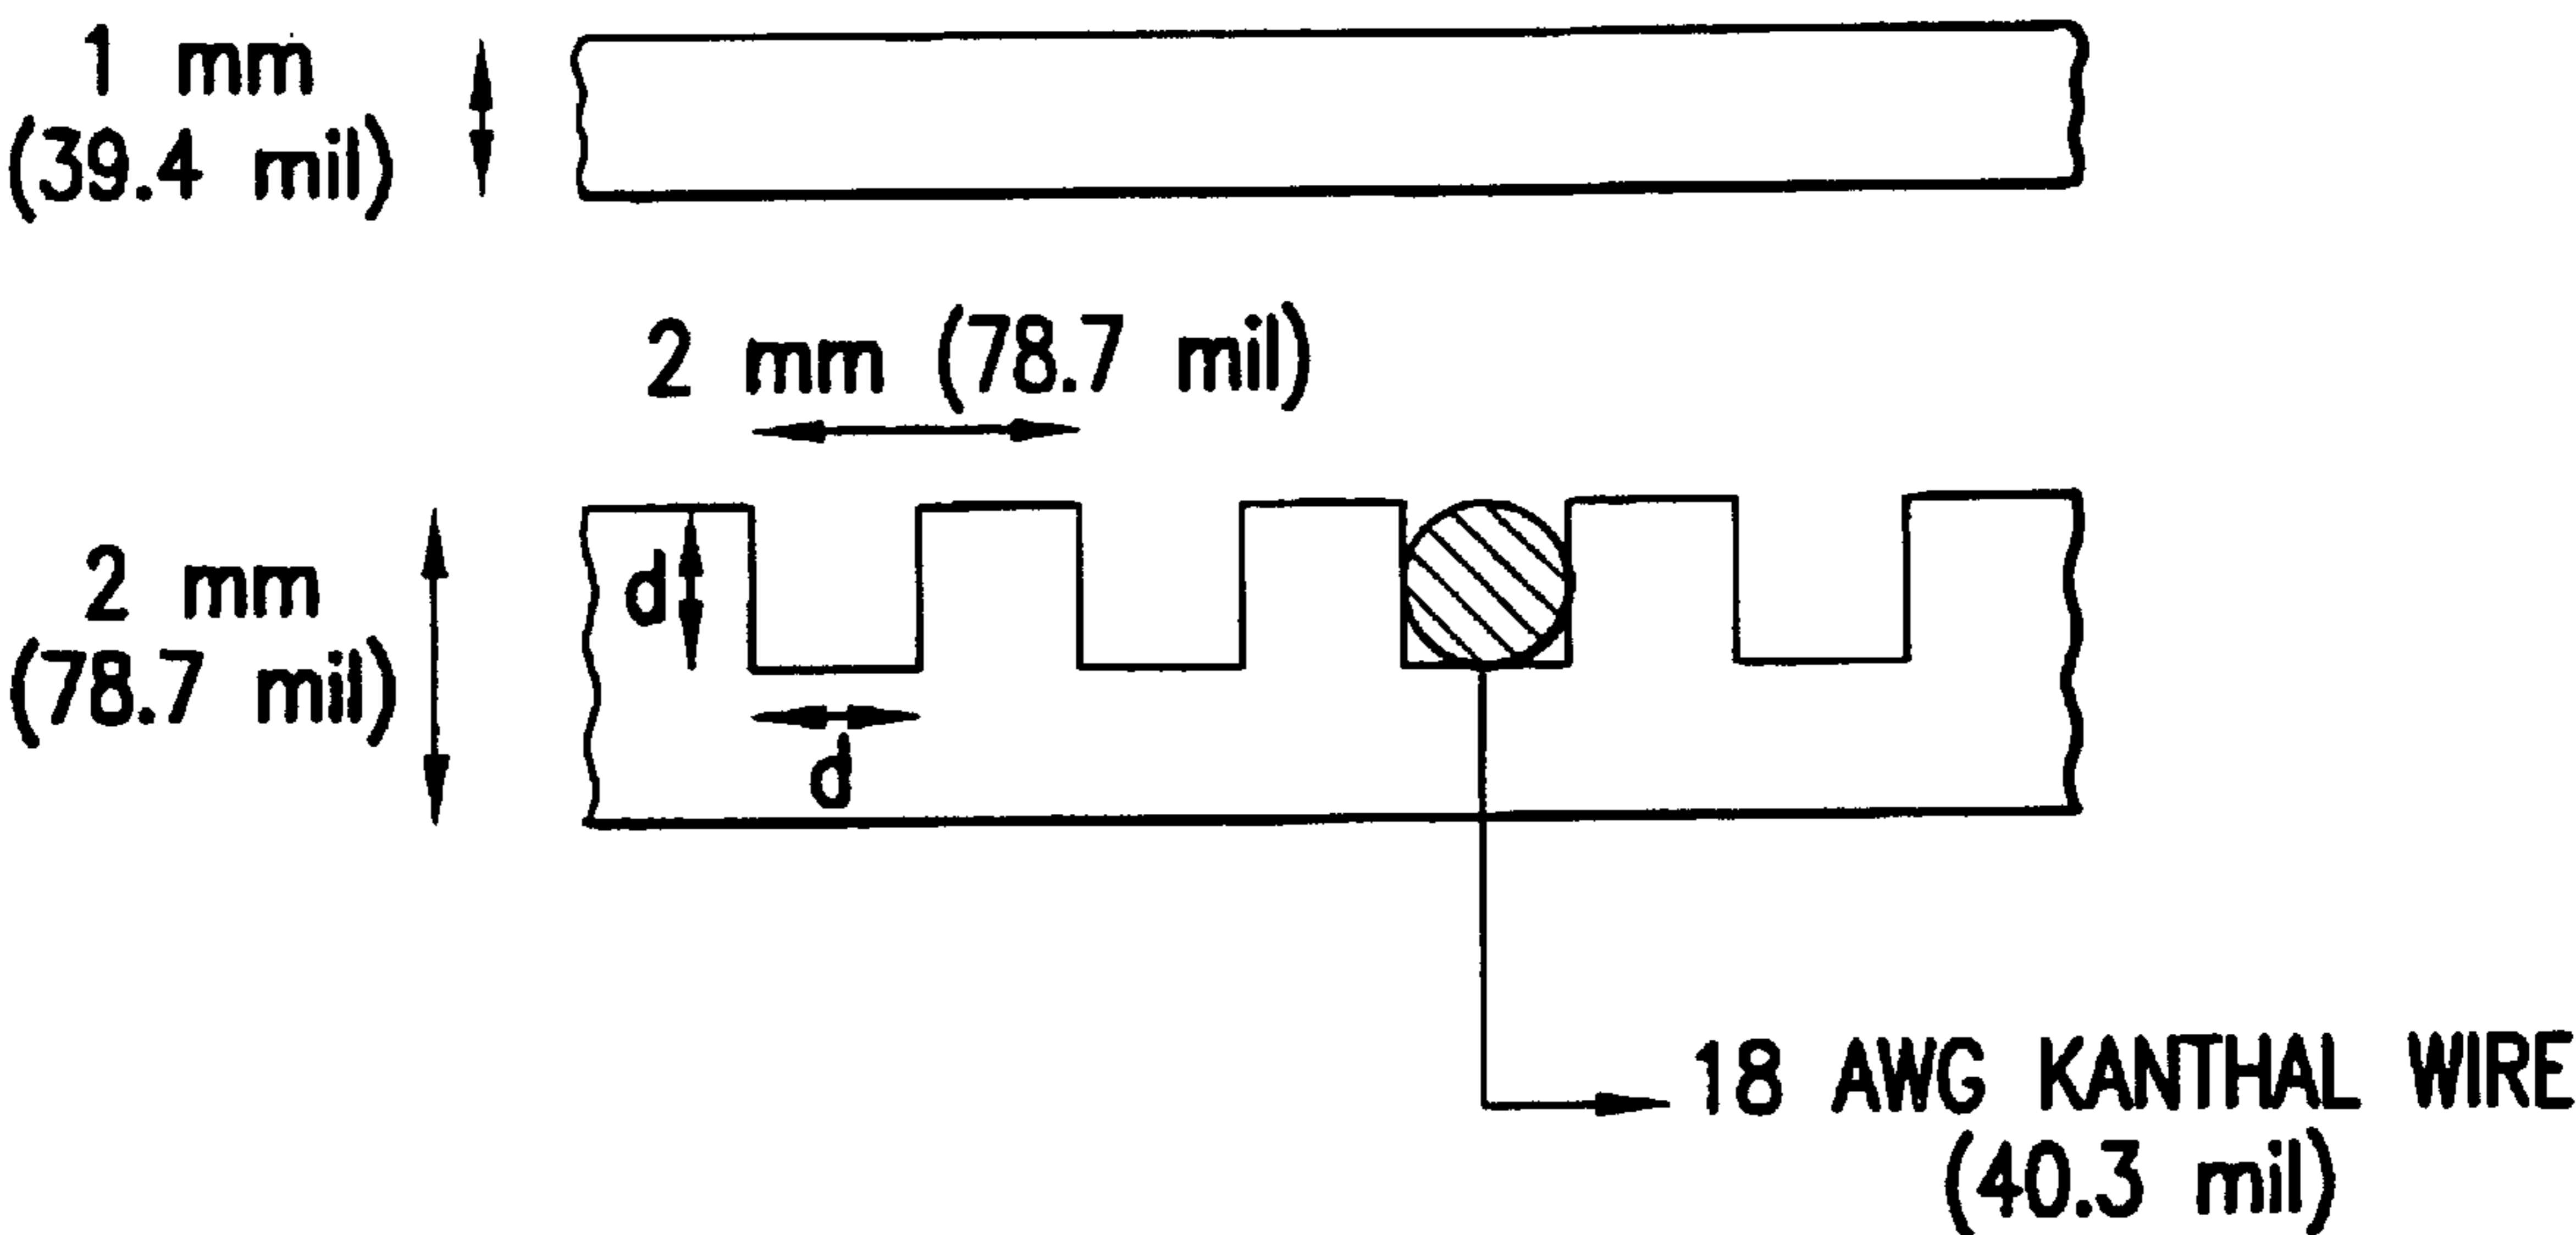 1 mm
(39.4 mil)
2 mm (78.7 mil)
2 mm
(78.7 mil)
d
d
18 AWG KANTHAL WIRE
(40.3 mil)